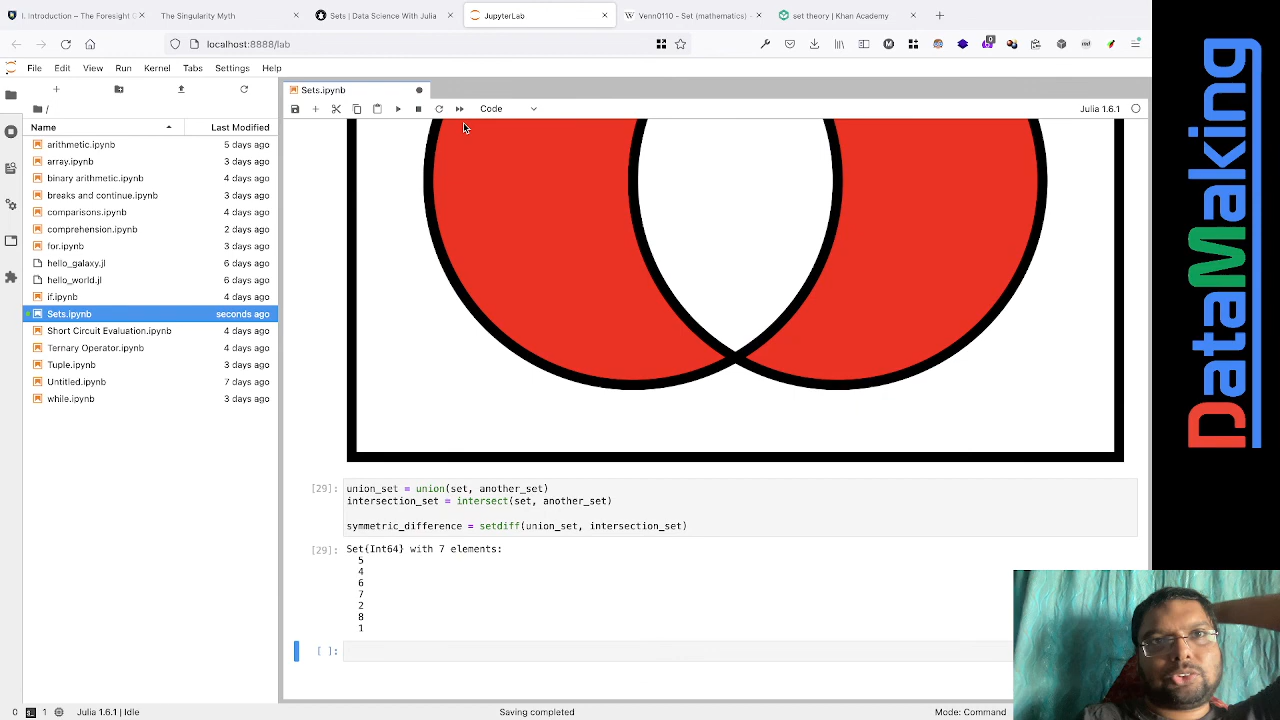 I. Introduction – The Foresight G
The Singularity Myth
Sets | Data Science With Julia
JupyterLab
Venn0110 - Set (mathematics) -
set theory | Khan Academy
localhost:8888/lab
File Edit View Run Kernel Tabs Settings Help
Sets.ipynb
/
Code
Julia 1.6.1
Name Last Modified
arithmetic.ipynb 5 days ago
array.ipynb 3 days ago
binary arithmetic.ipynb 4 days ago
breaks and continue.ipynb 3 days ago
comparisons.ipynb 4 days ago
comprehension.ipynb 2 days ago
for.ipynb 3 days ago
hello_galaxy.jl 6 days ago
hello_world.jl 6 days ago
if.ipynb 4 days ago
Sets.ipynb seconds ago
Short Circuit Evaluation.ipynb 4 days ago
Ternary Operator.ipynb 4 days ago
Tuple.ipynb 3 days ago
Untitled.ipynb 7 days ago
while.ipynb 3 days ago
[29]: union_set = union(set, another_set)
intersection_set = intersect(set, another_set)
symmetric_difference = setdiff(union_set, intersection_set)
[29]: Set{Int64} with 7 elements:
5
4
6
7
2
8
1
[ ]:
0 1 Julia 1.6.1 | Idle Saving completed Mode: Command
DataMaking